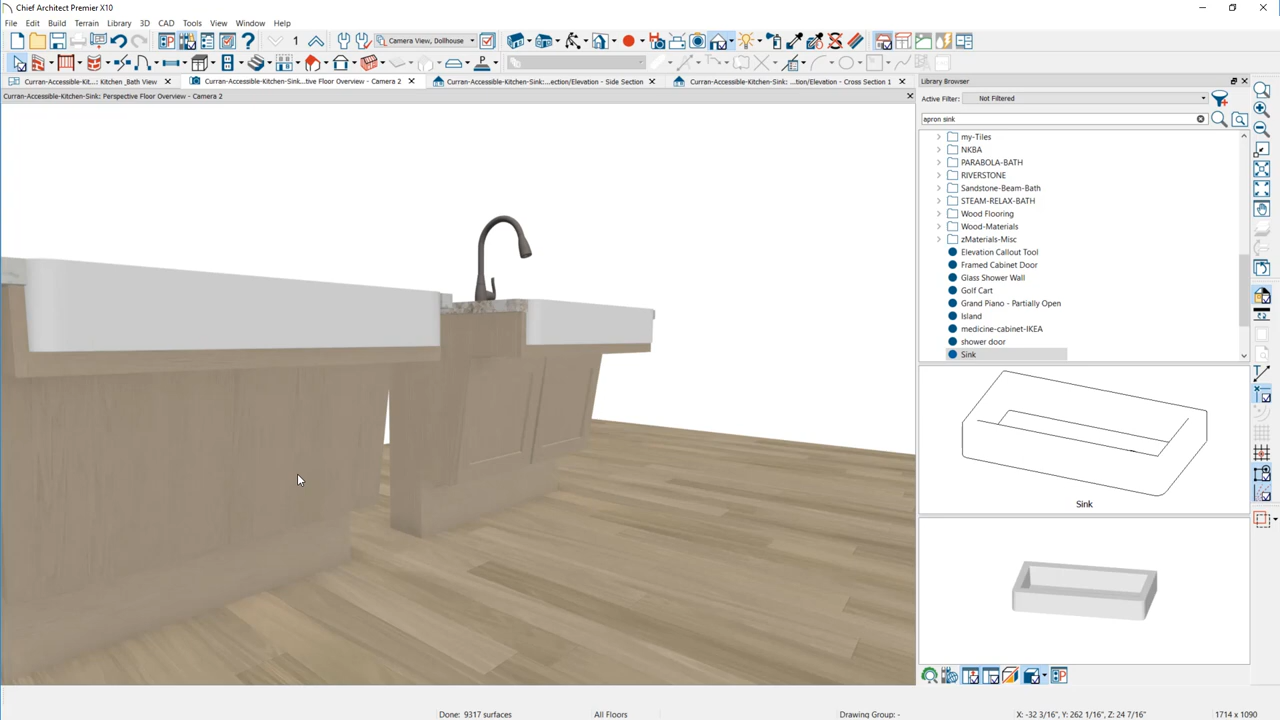 Chief Architect Premier X10
File Edit Build Terrain Library 3D CAD Tools Slides View Window Help
1
Camera View, Dollhouse
Curran-Accessible-Kit...: Kitchen_Bath View
Curran-Accessible-Kitchen-Sink...tive Floor Overview - Camera 2
Curran-Accessible-Kitchen-Sink:...ection/Elevation - Side Section
Curran-Accessible-Kitchen-Sink: ...tion/Elevation - Cross Section 1
Library Browser
Curran-Accessible-Kitchen-Sink: Perspective Floor Overview - Camera 2
Active Filter: Not Filtered
apron sink
my-Tiles
NKBA
PARABOLA-BATH
RIVERSTONE
Sandstone-Beam-Bath
STEAM-RELAX-BATH
Wood Flooring
Wood-Materials
zMaterials-Misc
Elevation Callout Tool
Framed Cabinet Door
Glass Shower Wall
Golf Cart
Grand Piano - Partially Open
Island
medicine-cabinet-IKEA
shower door
Sink
Sink
Done: 9317 surfaces
All Floors
Drawing Group: -
X: -32 3/16", Y: 262 1/16", Z: 24 7/16"
1714 x 1090